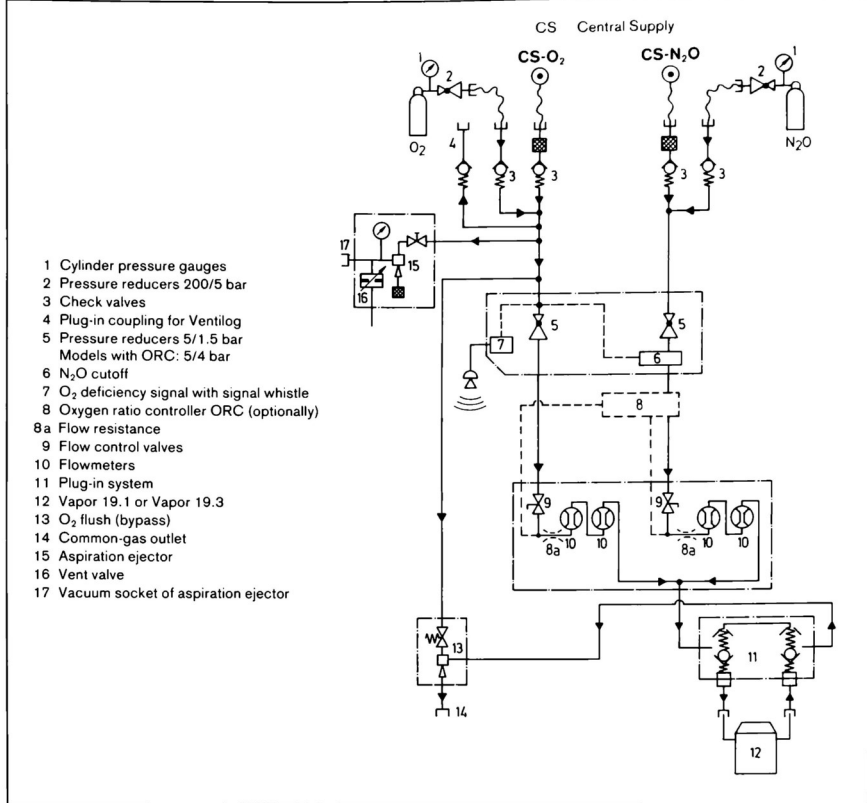 CS Central Supply
CS-O₂ CS-N₂O
1 2 2 1
O₂ 4 3 3 3 3 N₂O
17 15 16
5 5
7 6
8
9 9
8a 10 10 8a 10 10
13 11
14
12
1 Cylinder pressure gauges
2 Pressure reducers 200/5 bar
3 Check valves
4 Plug-in coupling for Ventilog
5 Pressure reducers 5/1.5 bar
Models with ORC: 5/4 bar
6 N₂O cutoff
7 O₂ deficiency signal with signal whistle
8 Oxygen ratio controller ORC (optionally)
8a Flow resistance
9 Flow control valves
10 Flowmeters
11 Plug-in system
12 Vapor 19.1 or Vapor 19.3
13 O₂ flush (bypass)
14 Common-gas outlet
15 Aspiration ejector
16 Vent valve
17 Vacuum socket of aspiration ejector